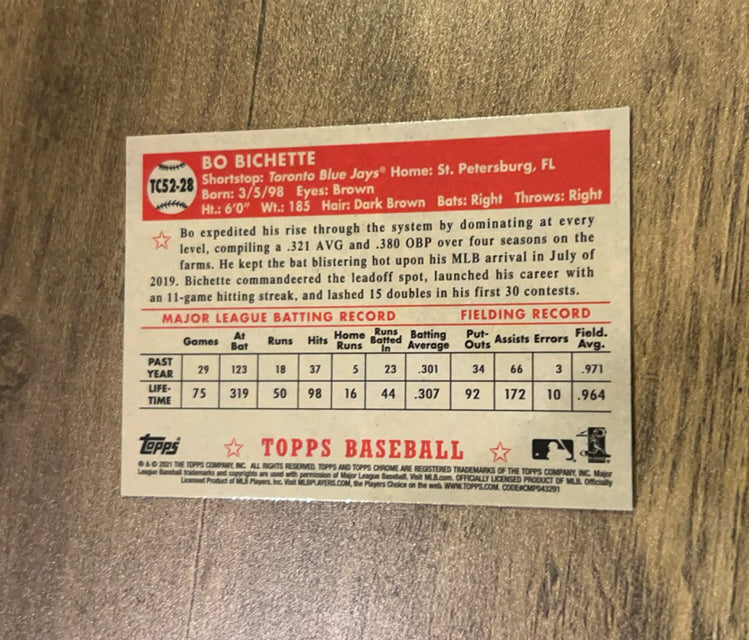 TC52-28
BO BICHETTE
Shortstop: Toronto Blue Jays® Home: St. Petersburg, FL
Born: 3/5/98 Eyes: Brown
Ht.: 6'0" Wt.: 185 Hair: Dark Brown Bats: Right Throws: Right
Bo expedited his rise through the system by dominating at every
level, compiling a .321 AVG and .380 OBP over four seasons on the
farms. He kept the bat blistering hot upon his MLB arrival in July of
2019. Bichette commandeered the leadoff spot, launched his career with
an 11-game hitting streak, and lashed 15 doubles in his first 30 contests.
MAJOR LEAGUE BATTING RECORD FIELDING RECORD
Games At Bat Runs Hits Home Runs Runs Batted In Batting Average Put-Outs Assists Errors Field. Avg.
PAST YEAR 29 123 18 37 5 23 .301 34 66 3 .971
LIFE-TIME 75 319 50 98 16 44 .307 92 172 10 .964
topps TOPPS BASEBALL
® & © 2021 THE TOPPS COMPANY, INC. ALL RIGHTS RESERVED. TOPPS AND TOPPS CHROME ARE REGISTERED TRADEMARKS OF THE TOPPS COMPANY, INC. Major
League Baseball trademarks and copyrights are used with permission of Major League Baseball. Visit MLB.com. OFFICIALLY LICENSED PRODUCT OF MLB. Officially
Licensed Product of MLB Players, Inc. Visit MLBPLAYERS.COM, the Players Choice on the web. WWW.TOPPS.COM. CODE#CMP043291